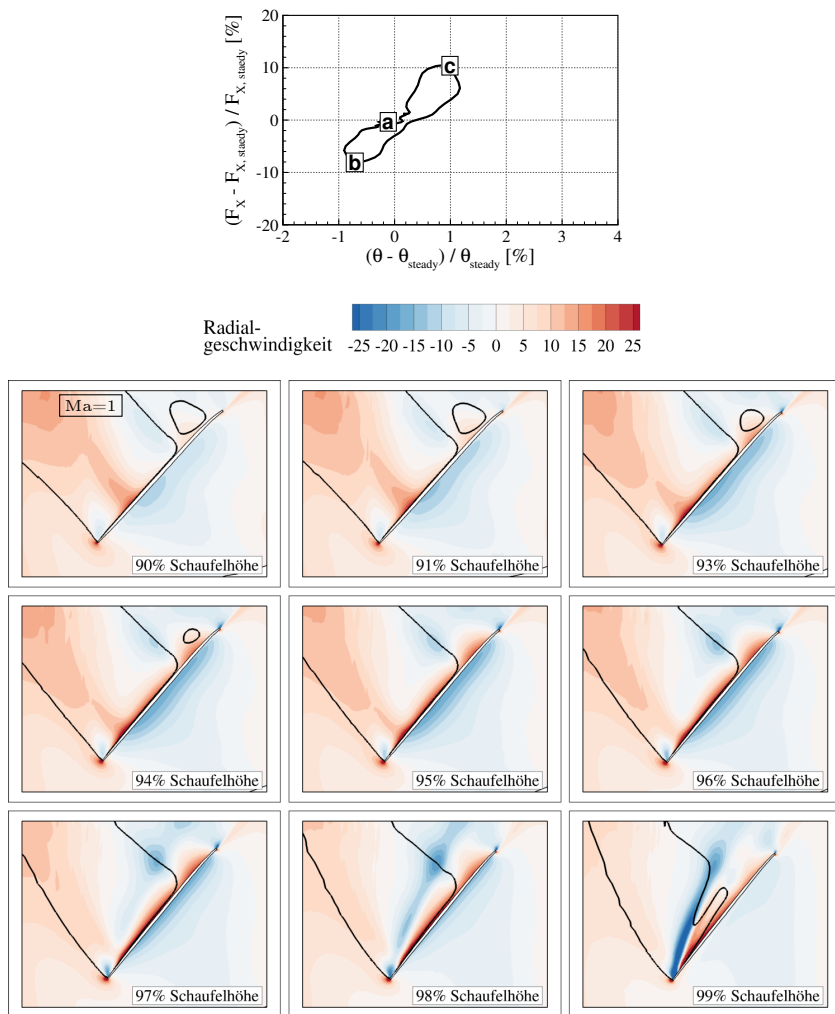 (F_X - F_X, staedy) / F_X, staedy [%]
20
10
0
-10
-20
a
b
c
-2 -1 0 1 2 3 4
(θ - θ_steady) / θ_steady [%]
Radial-
geschwindigkeit
-25 -20 -15 -10 -5 0 5 10 15 20 25
Ma=1
90% Schaufelhöhe
91% Schaufelhöhe
93% Schaufelhöhe
94% Schaufelhöhe
95% Schaufelhöhe
96% Schaufelhöhe
97% Schaufelhöhe
98% Schaufelhöhe
99% Schaufelhöhe